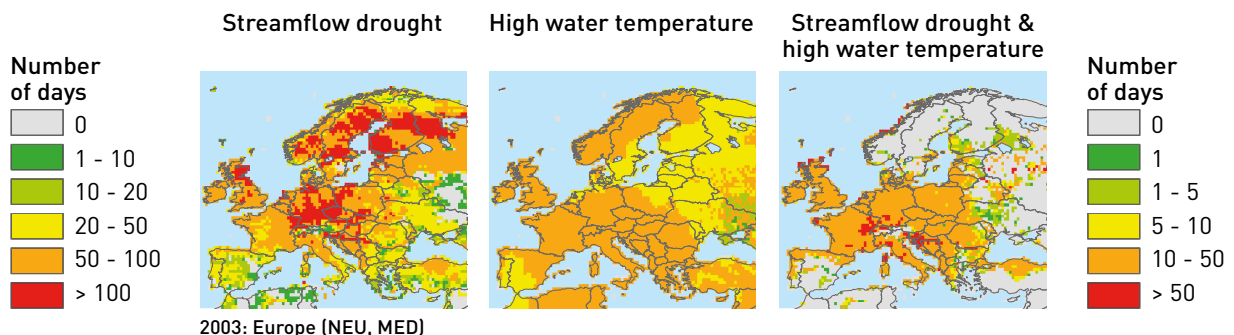 Streamflow drought
High water temperature
Streamflow drought &
high water temperature
Number
of days
0
1 - 10
10 - 20
20 - 50
50 - 100
> 100
Number
of days
0
1
1 - 5
5 - 10
10 - 50
> 50
2003: Europe (NEU, MED)